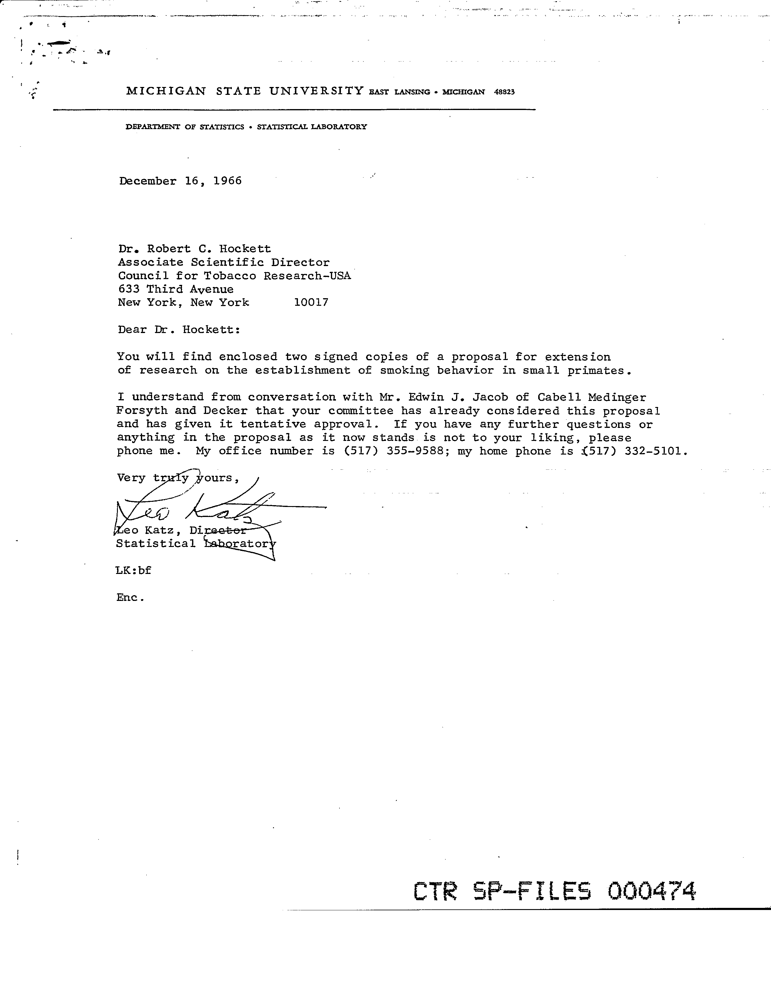 MICHIGAN STATE UNIVERSITY EAST LANSING • MICHIGAN 48823
DEPARTMENT OF STATISTICS • STATISTICAL LABORATORY
December 16, 1966
Dr. Robert C. Hockett
Associate Scientific Director
Council for Tobacco Research-USA
633 Third Avenue
New York, New York 10017
Dear Dr. Hockett:
You will find enclosed two signed copies of a proposal for extension
of research on the establishment of smoking behavior in small primates.
I understand from conversation with Mr. Edwin J. Jacob of Cabell Medinger
Forsyth and Decker that your committee has already considered this proposal
and has given it tentative approval. If you have any further questions or
anything in the proposal as it now stands is not to your liking, please
phone me. My office number is (517) 355-9588; my home phone is (517) 332-5101.
Very truly yours,
Leo Katz
Leo Katz, Director
Statistical Laboratory
LK:bf
Enc.
CTR SP-FILES 000474